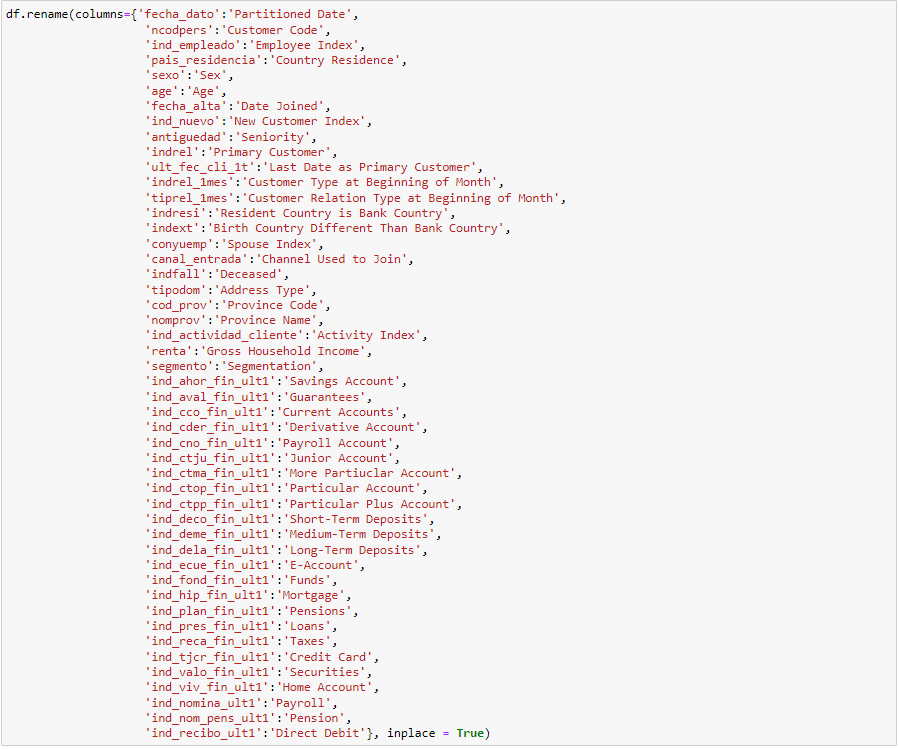 df.rename(columns={'fecha_dato':'Partitioned Date',
'ncodpers':'Customer Code',
'ind_empleado':'Employee Index',
'pais_residencia':'Country Residence',
'sexo':'Sex',
'age':'Age',
'fecha_alta':'Date Joined',
'ind_nuevo':'New Customer Index',
'antiguedad':'Seniority',
'indrel':'Primary Customer',
'ult_fec_cli_1t':'Last Date as Primary Customer',
'indrel_1mes':'Customer Type at Beginning of Month',
'tiprel_1mes':'Customer Relation Type at Beginning of Month',
'indresi':'Resident Country is Bank Country',
'indext':'Birth Country Different Than Bank Country',
'conyuemp':'Spouse Index',
'canal_entrada':'Channel Used to Join',
'indfall':'Deceased',
'tipodom':'Address Type',
'cod_prov':'Province Code',
'nomprov':'Province Name',
'ind_actividad_cliente':'Activity Index',
'renta':'Gross Household Income',
'segmento':'Segmentation',
'ind_ahor_fin_ult1':'Savings Account',
'ind_aval_fin_ult1':'Guarantees',
'ind_cco_fin_ult1':'Current Accounts',
'ind_cder_fin_ult1':'Derivative Account',
'ind_cno_fin_ult1':'Payroll Account',
'ind_ctju_fin_ult1':'Junior Account',
'ind_ctma_fin_ult1':'More Partiuclar Account',
'ind_ctop_fin_ult1':'Particular Account',
'ind_ctpp_fin_ult1':'Particular Plus Account',
'ind_deco_fin_ult1':'Short-Term Deposits',
'ind_deme_fin_ult1':'Medium-Term Deposits',
'ind_dela_fin_ult1':'Long-Term Deposits',
'ind_ecue_fin_ult1':'E-Account',
'ind_fond_fin_ult1':'Funds',
'ind_hip_fin_ult1':'Mortgage',
'ind_plan_fin_ult1':'Pensions',
'ind_pres_fin_ult1':'Loans',
'ind_reca_fin_ult1':'Taxes',
'ind_tjcr_fin_ult1':'Credit Card',
'ind_valo_fin_ult1':'Securities',
'ind_viv_fin_ult1':'Home Account',
'ind_nomina_ult1':'Payroll',
'ind_nom_pens_ult1':'Pension',
'ind_recibo_ult1':'Direct Debit'}, inplace = True)